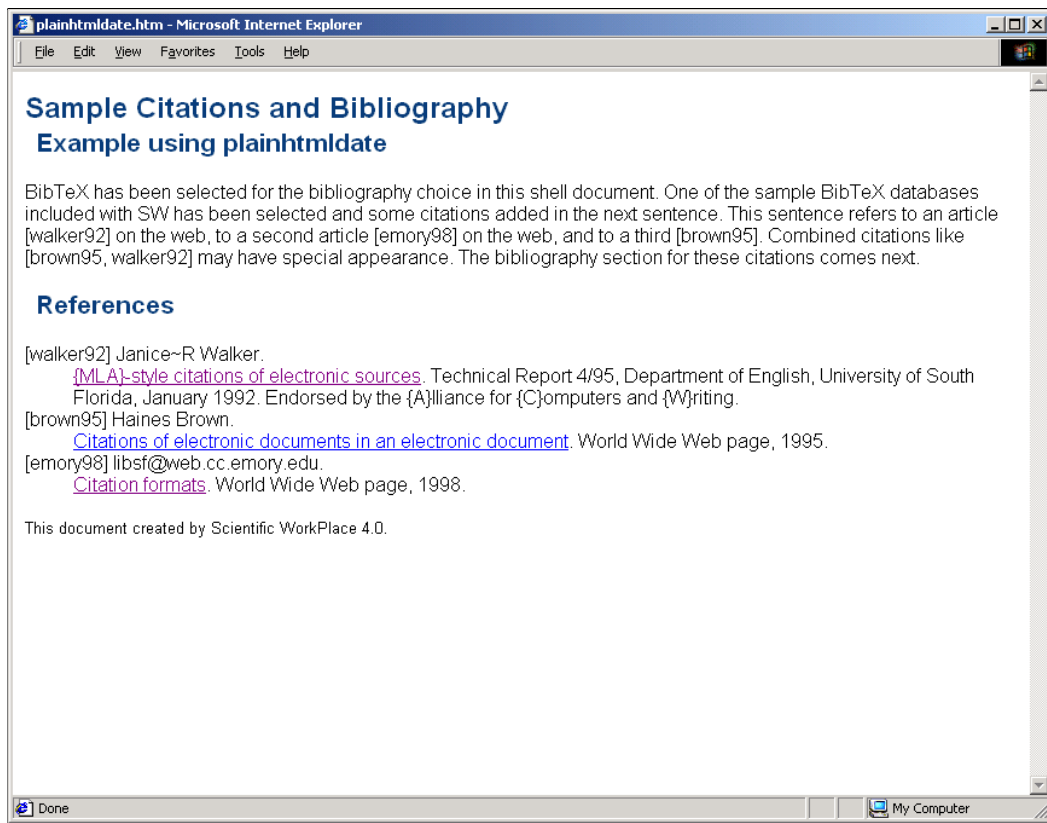 plainhtmldate.htm - Microsoft Internet Explorer
File Edit View Favorites Tools Help
Sample Citations and Bibliography
Example using plainhtmldate
BibTeX has been selected for the bibliography choice in this shell document. One of the sample BibTeX databases
included with SW has been selected and some citations added in the next sentence. This sentence refers to an article
[walker92] on the web, to a second article [emory98] on the web, and to a third [brown95]. Combined citations like
[brown95, walker92] may have special appearance. The bibliography section for these citations comes next.
References
[walker92] Janice~R Walker.
{MLA}-style citations of electronic sources. Technical Report 4/95, Department of English, University of South
Florida, January 1992. Endorsed by the {A}lliance for {C}omputers and {W}riting.
[brown95] Haines Brown.
Citations of electronic documents in an electronic document. World Wide Web page, 1995.
[emory98] libsf@web.cc.emory.edu.
Citation formats. World Wide Web page, 1998.
This document created by Scientific WorkPlace 4.0.
Done My Computer